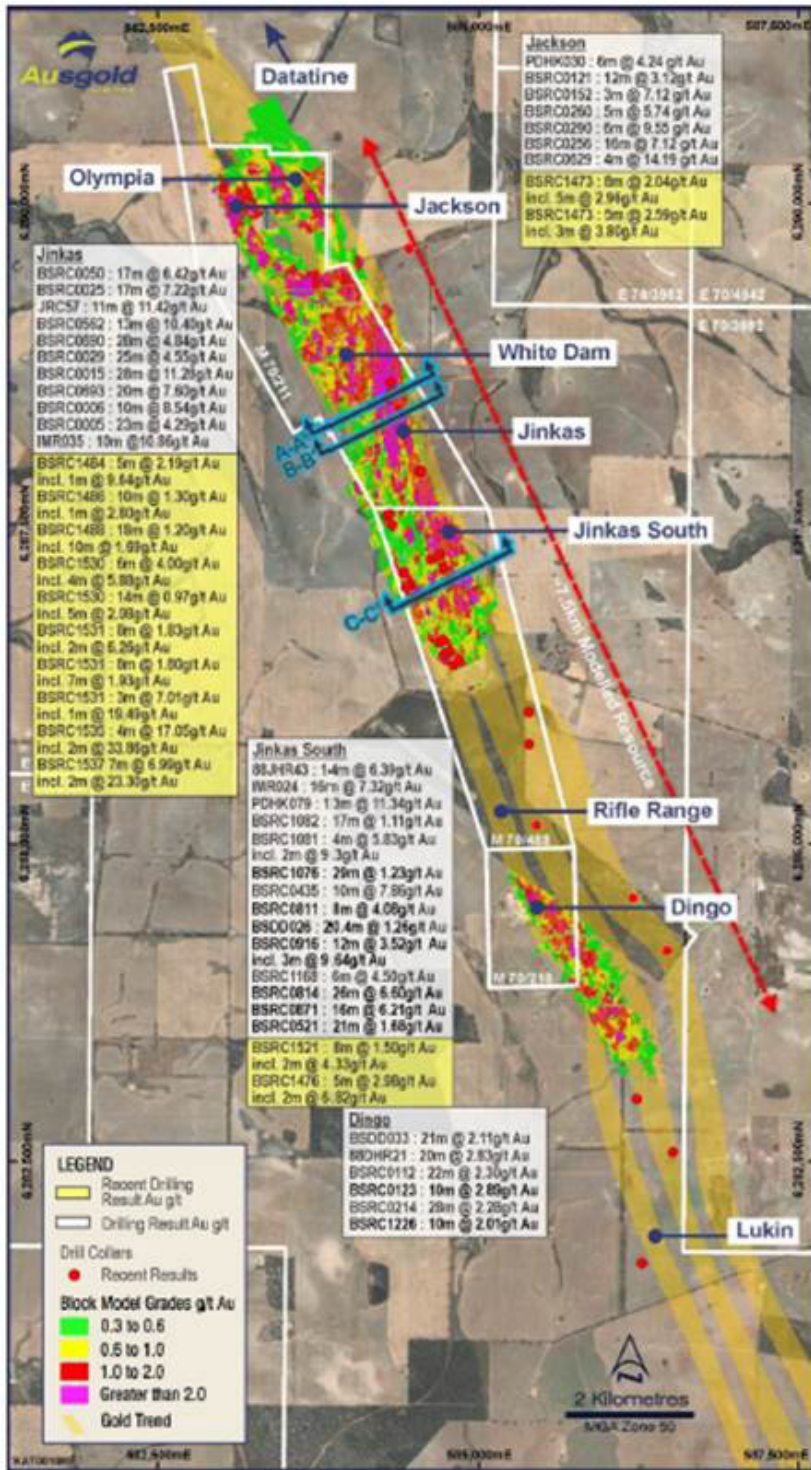 Ausgold
LIMITED
Datatine
Olympia
Jackson
White Dam
Jinkas
Jinkas South
Rifle Range
Dingo
Lukin
A-A'
B-B'
C-C'
M 70/211
M 70/488
M 70/210
E 70/3952
E 70/4942
~7.5km Modelled Resource
Jackson
PDHK030 : 6m @ 4.24 g/t Au
BSRC0121 : 12m @ 3.12g/t Au
BSRC0152 : 3m @ 7.12 g/t Au
BSRC0260 : 5m @ 5.74 g/t Au
BSRC0290 : 6m @ 9.55 g/t Au
BSRC0256 : 16m @ 7.12 g/t Au
BSRC0629 : 4m @ 14.19 g/t Au
BSRC1473 : 8m @ 2.04g/t Au
incl. 5m @ 2.96g/t Au
BSRC1473 : 5m @ 2.59g/t Au
incl. 3m @ 3.80g/t Au
Jinkas
BSRC0050 : 17m @ 6.42g/t Au
BSRC0025 : 17m @ 7.22g/t Au
JRC57 : 11m @ 11.42g/t Au
BSRC0562 : 13m @ 10.40g/t Au
BSRC0690 : 28m @ 4.84g/t Au
BSRC0029 : 25m @ 4.55g/t Au
BSRC0015 : 28m @ 11.28g/t Au
BSRC0693 : 20m @ 7.60g/t Au
BSRC0006 : 10m @ 8.54g/t Au
BSRC0005 : 23m @ 4.29g/t Au
IMR035 : 10m @ 10.86g/t Au
BSRC1484 : 5m @ 2.19g/t Au
incl. 1m @ 9.64g/t Au
BSRC1486 : 10m @ 1.30g/t Au
incl. 1m @ 2.80g/t Au
BSRC1488 : 18m @ 1.20g/t Au
incl. 10m @ 1.69g/t Au
BSRC1530 : 6m @ 4.00g/t Au
incl. 4m @ 5.88g/t Au
BSRC1530 : 14m @ 0.97g/t Au
incl. 5m @ 2.08g/t Au
BSRC1531 : 8m @ 1.83g/t Au
incl. 2m @ 6.26g/t Au
BSRC1531 : 8m @ 1.80g/t Au
incl. 7m @ 1.93g/t Au
BSRC1531 : 3m @ 7.01g/t Au
incl. 1m @ 19.49g/t Au
BSRC1535 : 4m @ 17.05g/t Au
incl. 2m @ 33.86g/t Au
BSRC1537 7m @ 6.99g/t Au
incl. 2m @ 23.30g/t Au
Jinkas South
88JHR43 : 14m @ 6.39g/t Au
IMR024 : 16m @ 7.32g/t Au
PDHK079 : 13m @ 11.34g/t Au
BSRC1082 : 17m @ 1.11g/t Au
BSRC1081 : 4m @ 5.83g/t Au
incl. 2m @ 9.3g/t Au
BSRC1076 : 29m @ 1.23g/t Au
BSRC0435 : 10m @ 7.86g/t Au
BSRC0811 : 8m @ 4.06g/t Au
BSDD026 : 20.4m @ 1.26g/t Au
BSRC0916 : 12m @ 3.52g/t Au
incl. 3m @ 9.64g/t Au
BSRC1168 : 6m @ 4.50g/t Au
BSRC0814 : 26m @ 6.60g/t Au
BSRC0871 : 16m @ 6.21g/t Au
BSRC0521 : 21m @ 1.68g/t Au
BSRC1521 : 8m @ 1.50g/t Au
incl. 2m @ 4.33g/t Au
BSRC1476 : 5m @ 2.98g/t Au
incl. 2m @ 6.82g/t Au
Dingo
BSDD033 : 21m @ 2.11g/t Au
88DHR21 : 20m @ 2.83g/t Au
BSRC0112 : 22m @ 2.30g/t Au
BSRC0123 : 10m @ 2.89g/t Au
BSRC0214 : 28m @ 2.28g/t Au
BSRC1226 : 10m @ 2.01g/t Au
LEGEND
Recent Drilling
Result Au g/t
Drilling Result Au g/t
Drill Collars
Recent Results
Block Model Grades g/t Au
0.3 to 0.6
0.6 to 1.0
1.0 to 2.0
Greater than 2.0
Gold Trend
2 Kilometres
MGA Zone 50